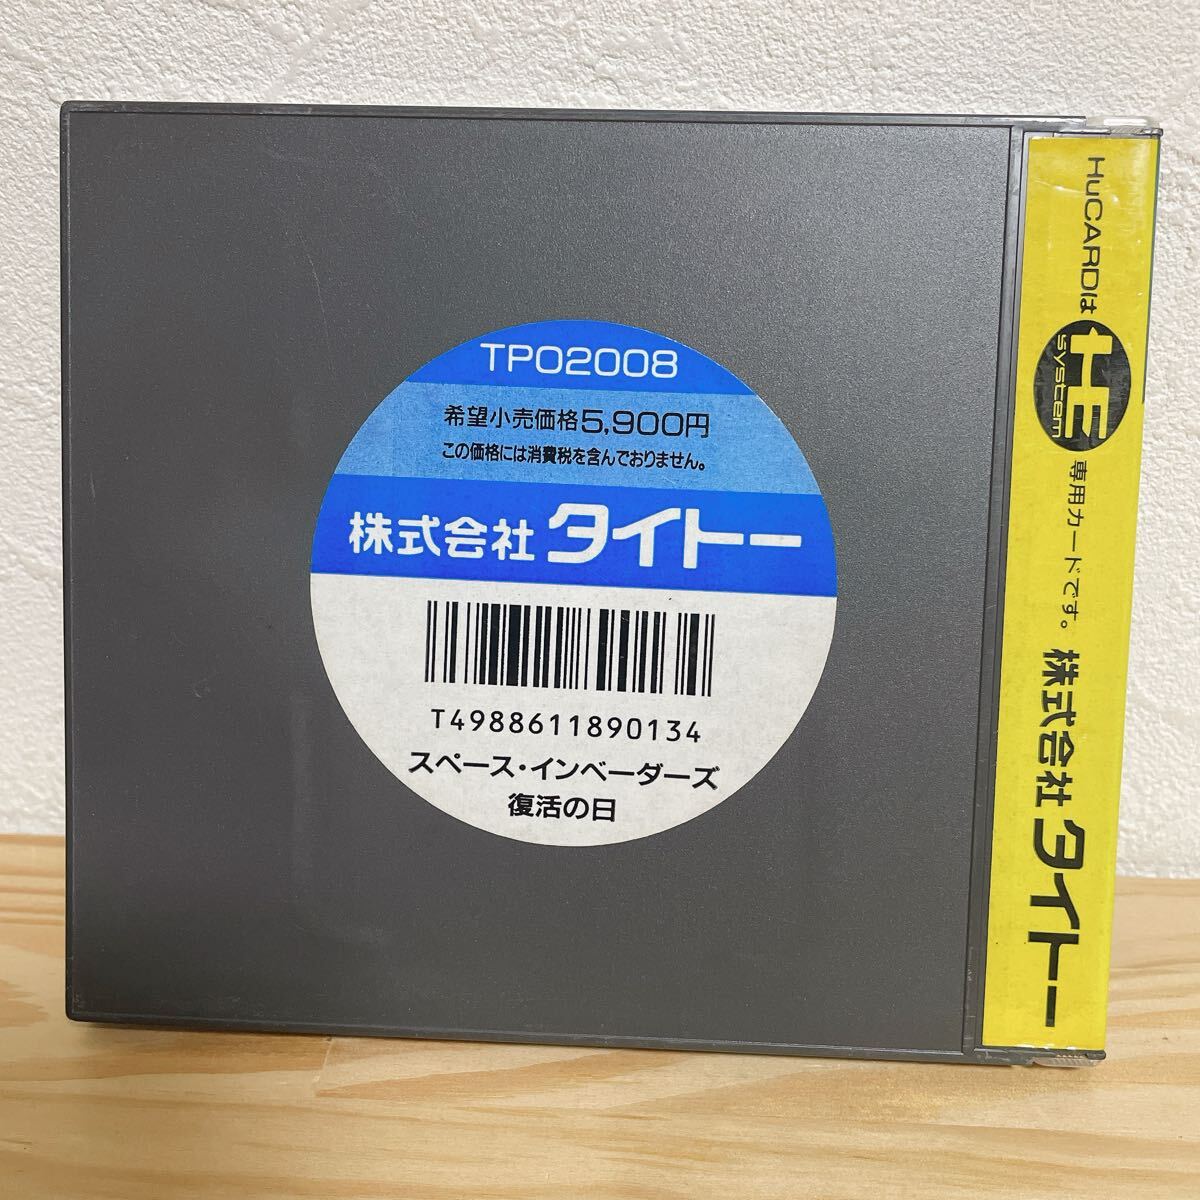 TP02008
希望小売価格5,900円
この価格には消費税を含んでおりません。
株式会社 タイトー
T4988611890134
スペース・インベーダーズ
復活の日
HuCARDは HE system 専用カードです。 株式会社 タイトー